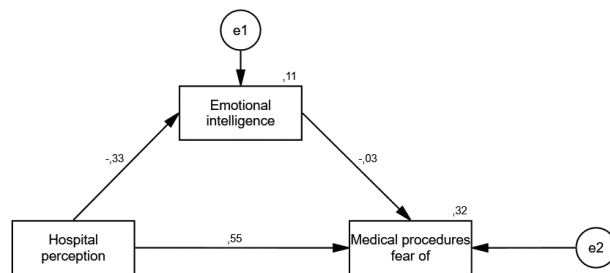 e1
,11
Emotional
intelligence
-,33
-,03
,32
Hospital
perception
,55
Medical procedures
fear of
e2